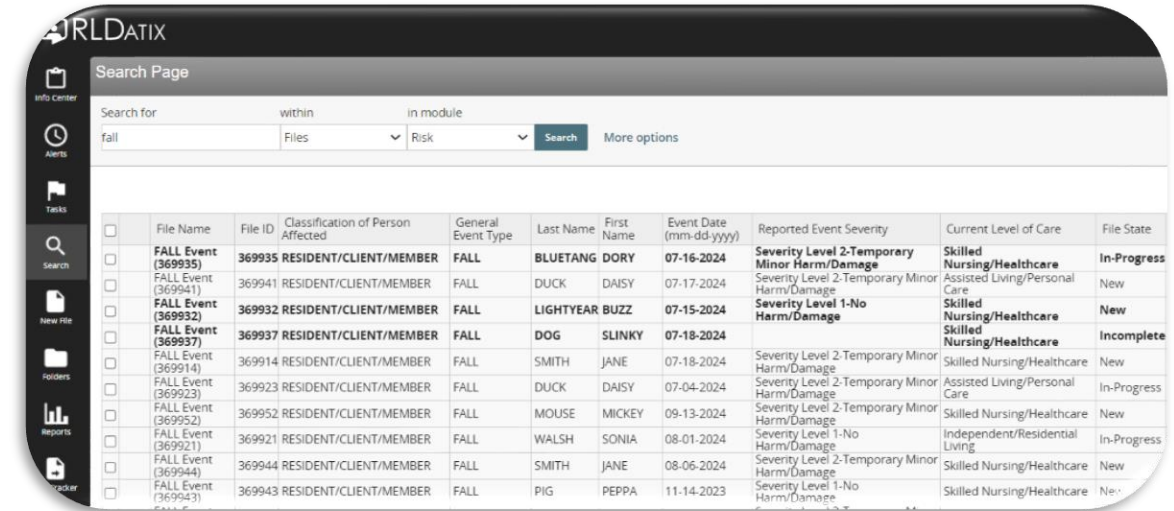 RLDATIX
Search Page
Info Center
Search for within in module
fall Files Risk Search More options
Alerts
Tasks
File Name File ID Classification of Person Affected General Event Type Last Name First Name Event Date (mm-dd-yyyy) Reported Event Severity Current Level of Care File State
Search
FALL Event (369935) 369935 RESIDENT/CLIENT/MEMBER FALL BLUETANG DORY 07-16-2024 Severity Level 2-Temporary Minor Harm/Damage Skilled Nursing/Healthcare In-Progress
FALL Event (369941) 369941 RESIDENT/CLIENT/MEMBER FALL DUCK DAISY 07-17-2024 Severity Level 2-Temporary Minor Harm/Damage Assisted Living/Personal Care New
New File
FALL Event (369932) 369932 RESIDENT/CLIENT/MEMBER FALL LIGHTYEAR BUZZ 07-15-2024 Severity Level 1-No Harm/Damage Skilled Nursing/Healthcare New
FALL Event (369937) 369937 RESIDENT/CLIENT/MEMBER FALL DOG SLINKY 07-18-2024 Skilled Nursing/Healthcare Incomplete
Folders
FALL Event (369914) 369914 RESIDENT/CLIENT/MEMBER FALL SMITH JANE 07-18-2024 Severity Level 2-Temporary Minor Harm/Damage Skilled Nursing/Healthcare New
FALL Event (369923) 369923 RESIDENT/CLIENT/MEMBER FALL DUCK DAISY 07-04-2024 Severity Level 2-Temporary Minor Harm/Damage Assisted Living/Personal Care In-Progress
Reports
FALL Event (369952) 369952 RESIDENT/CLIENT/MEMBER FALL MOUSE MICKEY 09-13-2024 Severity Level 2-Temporary Minor Harm/Damage Skilled Nursing/Healthcare New
FALL Event (369921) 369921 RESIDENT/CLIENT/MEMBER FALL WALSH SONIA 08-01-2024 Severity Level 1-No Harm/Damage Independent/Residential Living In-Progress
FALL Event (369944) 369944 RESIDENT/CLIENT/MEMBER FALL SMITH JANE 08-06-2024 Severity Level 2-Temporary Minor Harm/Damage Skilled Nursing/Healthcare New
FALL Event (369943) 369943 RESIDENT/CLIENT/MEMBER FALL PIG PEPPA 11-14-2023 Severity Level 1-No Harm/Damage Skilled Nursing/Healthcare